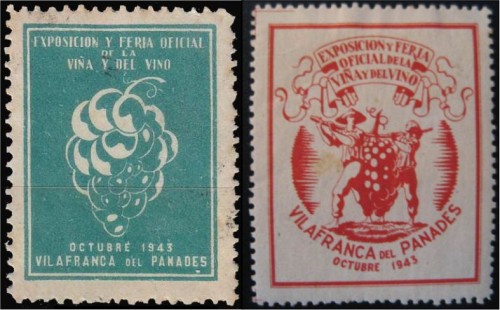 EXPOSICION Y FERIA OFICIAL
DE LA
VIÑA Y DEL VINO
OCTUBRE 1943
VILAFRANCA DEL PANADES
EXPOSICION Y FERIA
OFICIAL DE LA
VIÑA Y DEL VINO
VILAFRANCA DEL PANADES
OCTUBRE 1943